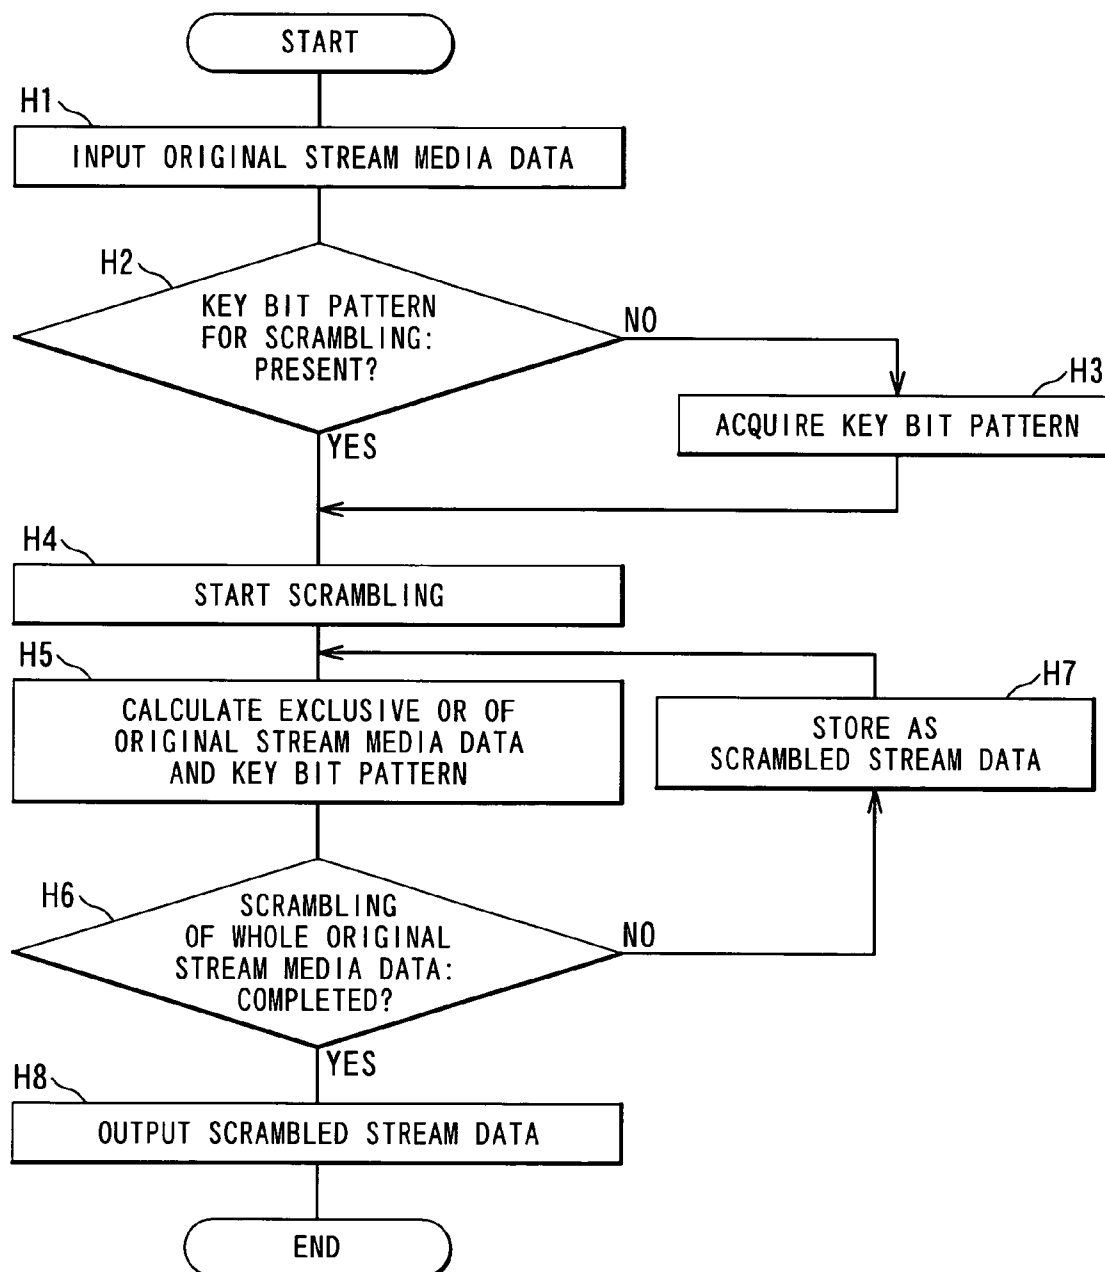 START
H1
INPUT ORIGINAL STREAM MEDIA DATA
H2
KEY BIT PATTERN
FOR SCRAMBLING:
PRESENT?
NO
H3
ACQUIRE KEY BIT PATTERN
YES
H4
START SCRAMBLING
H5
CALCULATE EXCLUSIVE OR OF
ORIGINAL STREAM MEDIA DATA
AND KEY BIT PATTERN
H7
STORE AS
SCRAMBLED STREAM DATA
H6
SCRAMBLING
OF WHOLE ORIGINAL
STREAM MEDIA DATA:
COMPLETED?
NO
YES
H8
OUTPUT SCRAMBLED STREAM DATA
END